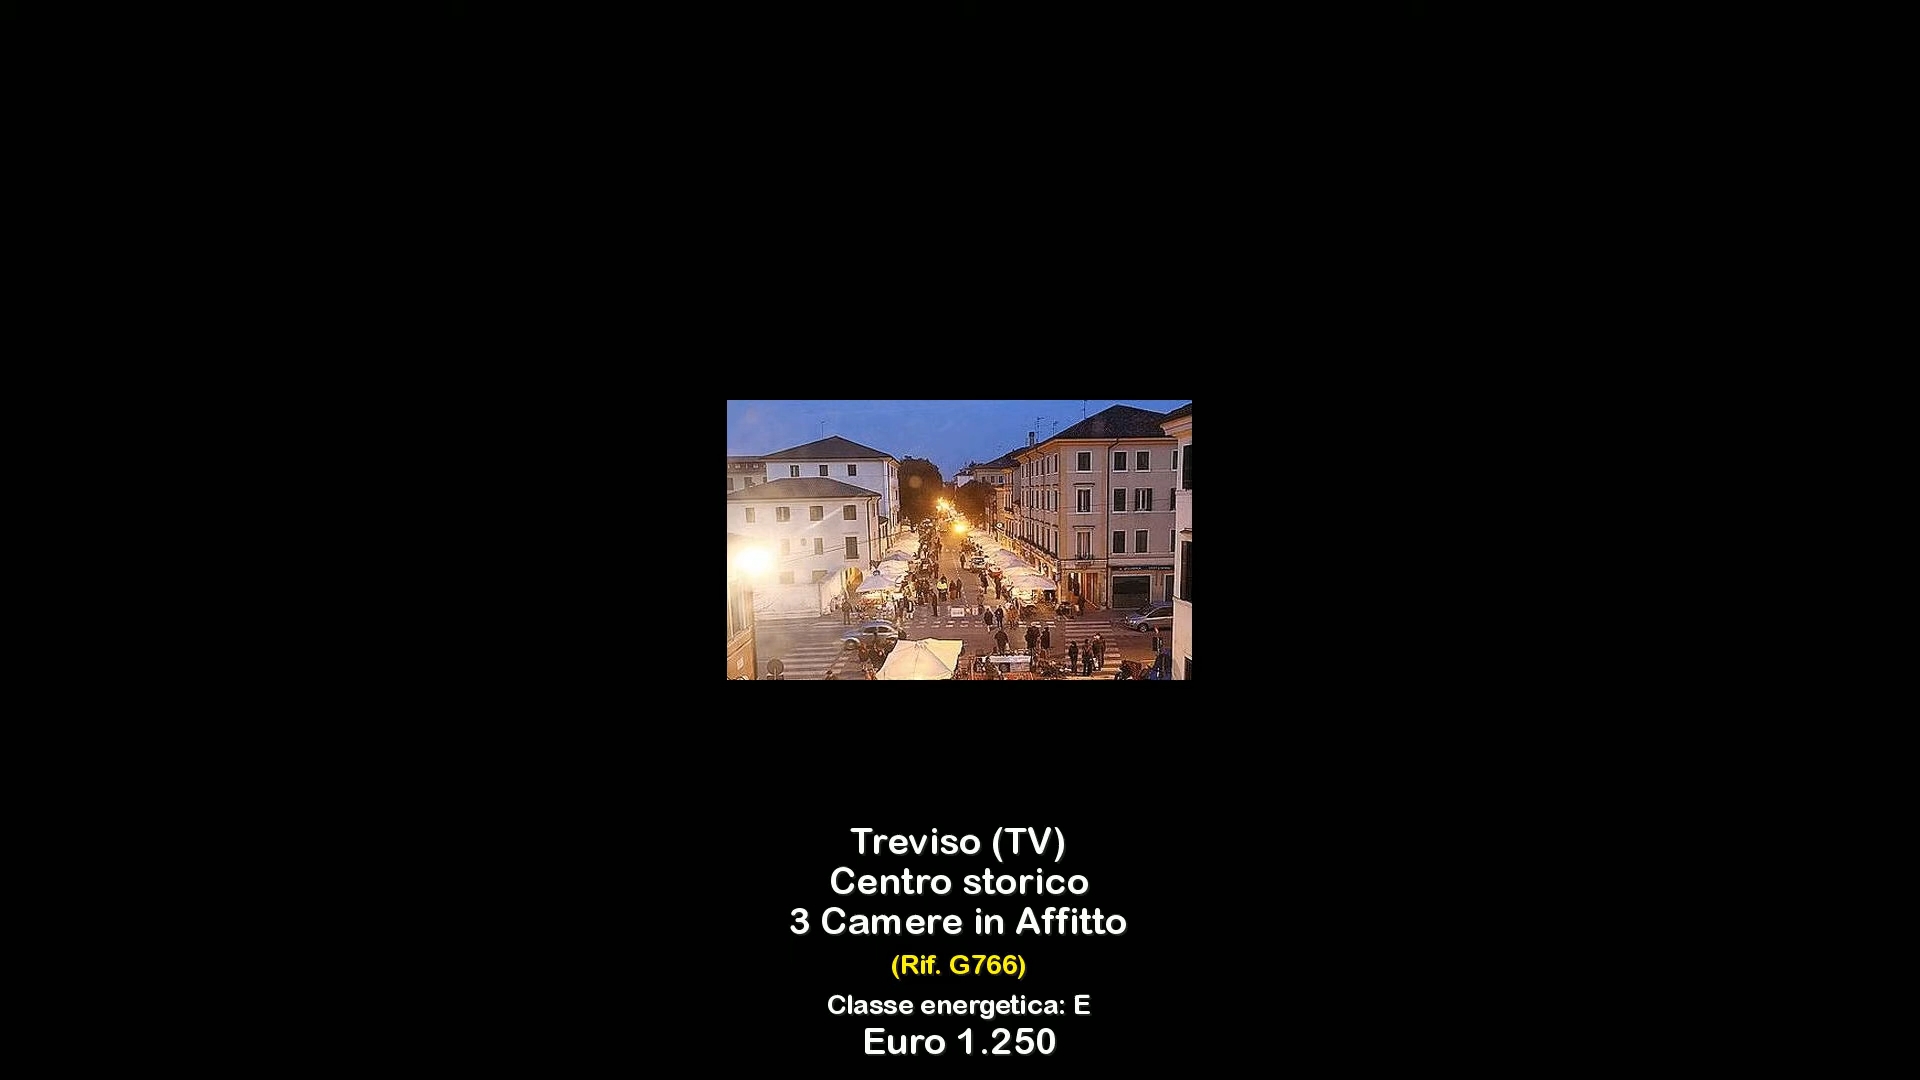 Treviso (TV)
Centro storico
3 Camere in Affitto
(Rif. G766)
Classe energetica: E
Euro 1.250